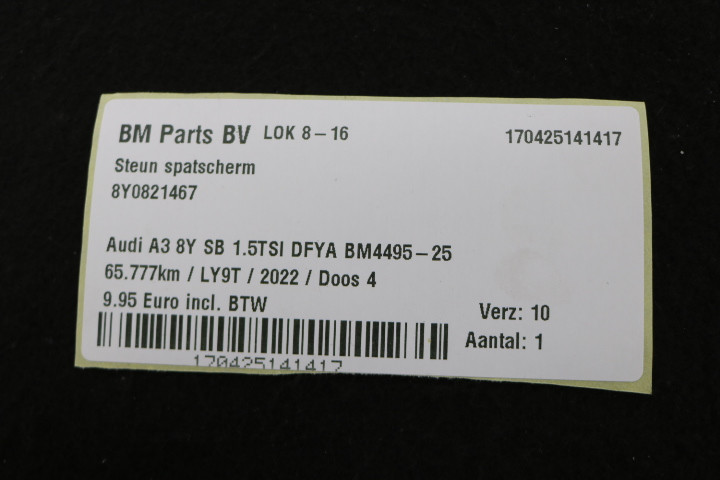 BM Parts BV LOK 8-16 170425141417
Steun spatscherm
8Y0821467
Audi A3 8Y SB 1.5TSI DFYA BM4495-25
65.777km / LY9T / 2022 / Doos 4
9.95 Euro incl. BTW
Verz: 10
Aantal: 1
170425141417